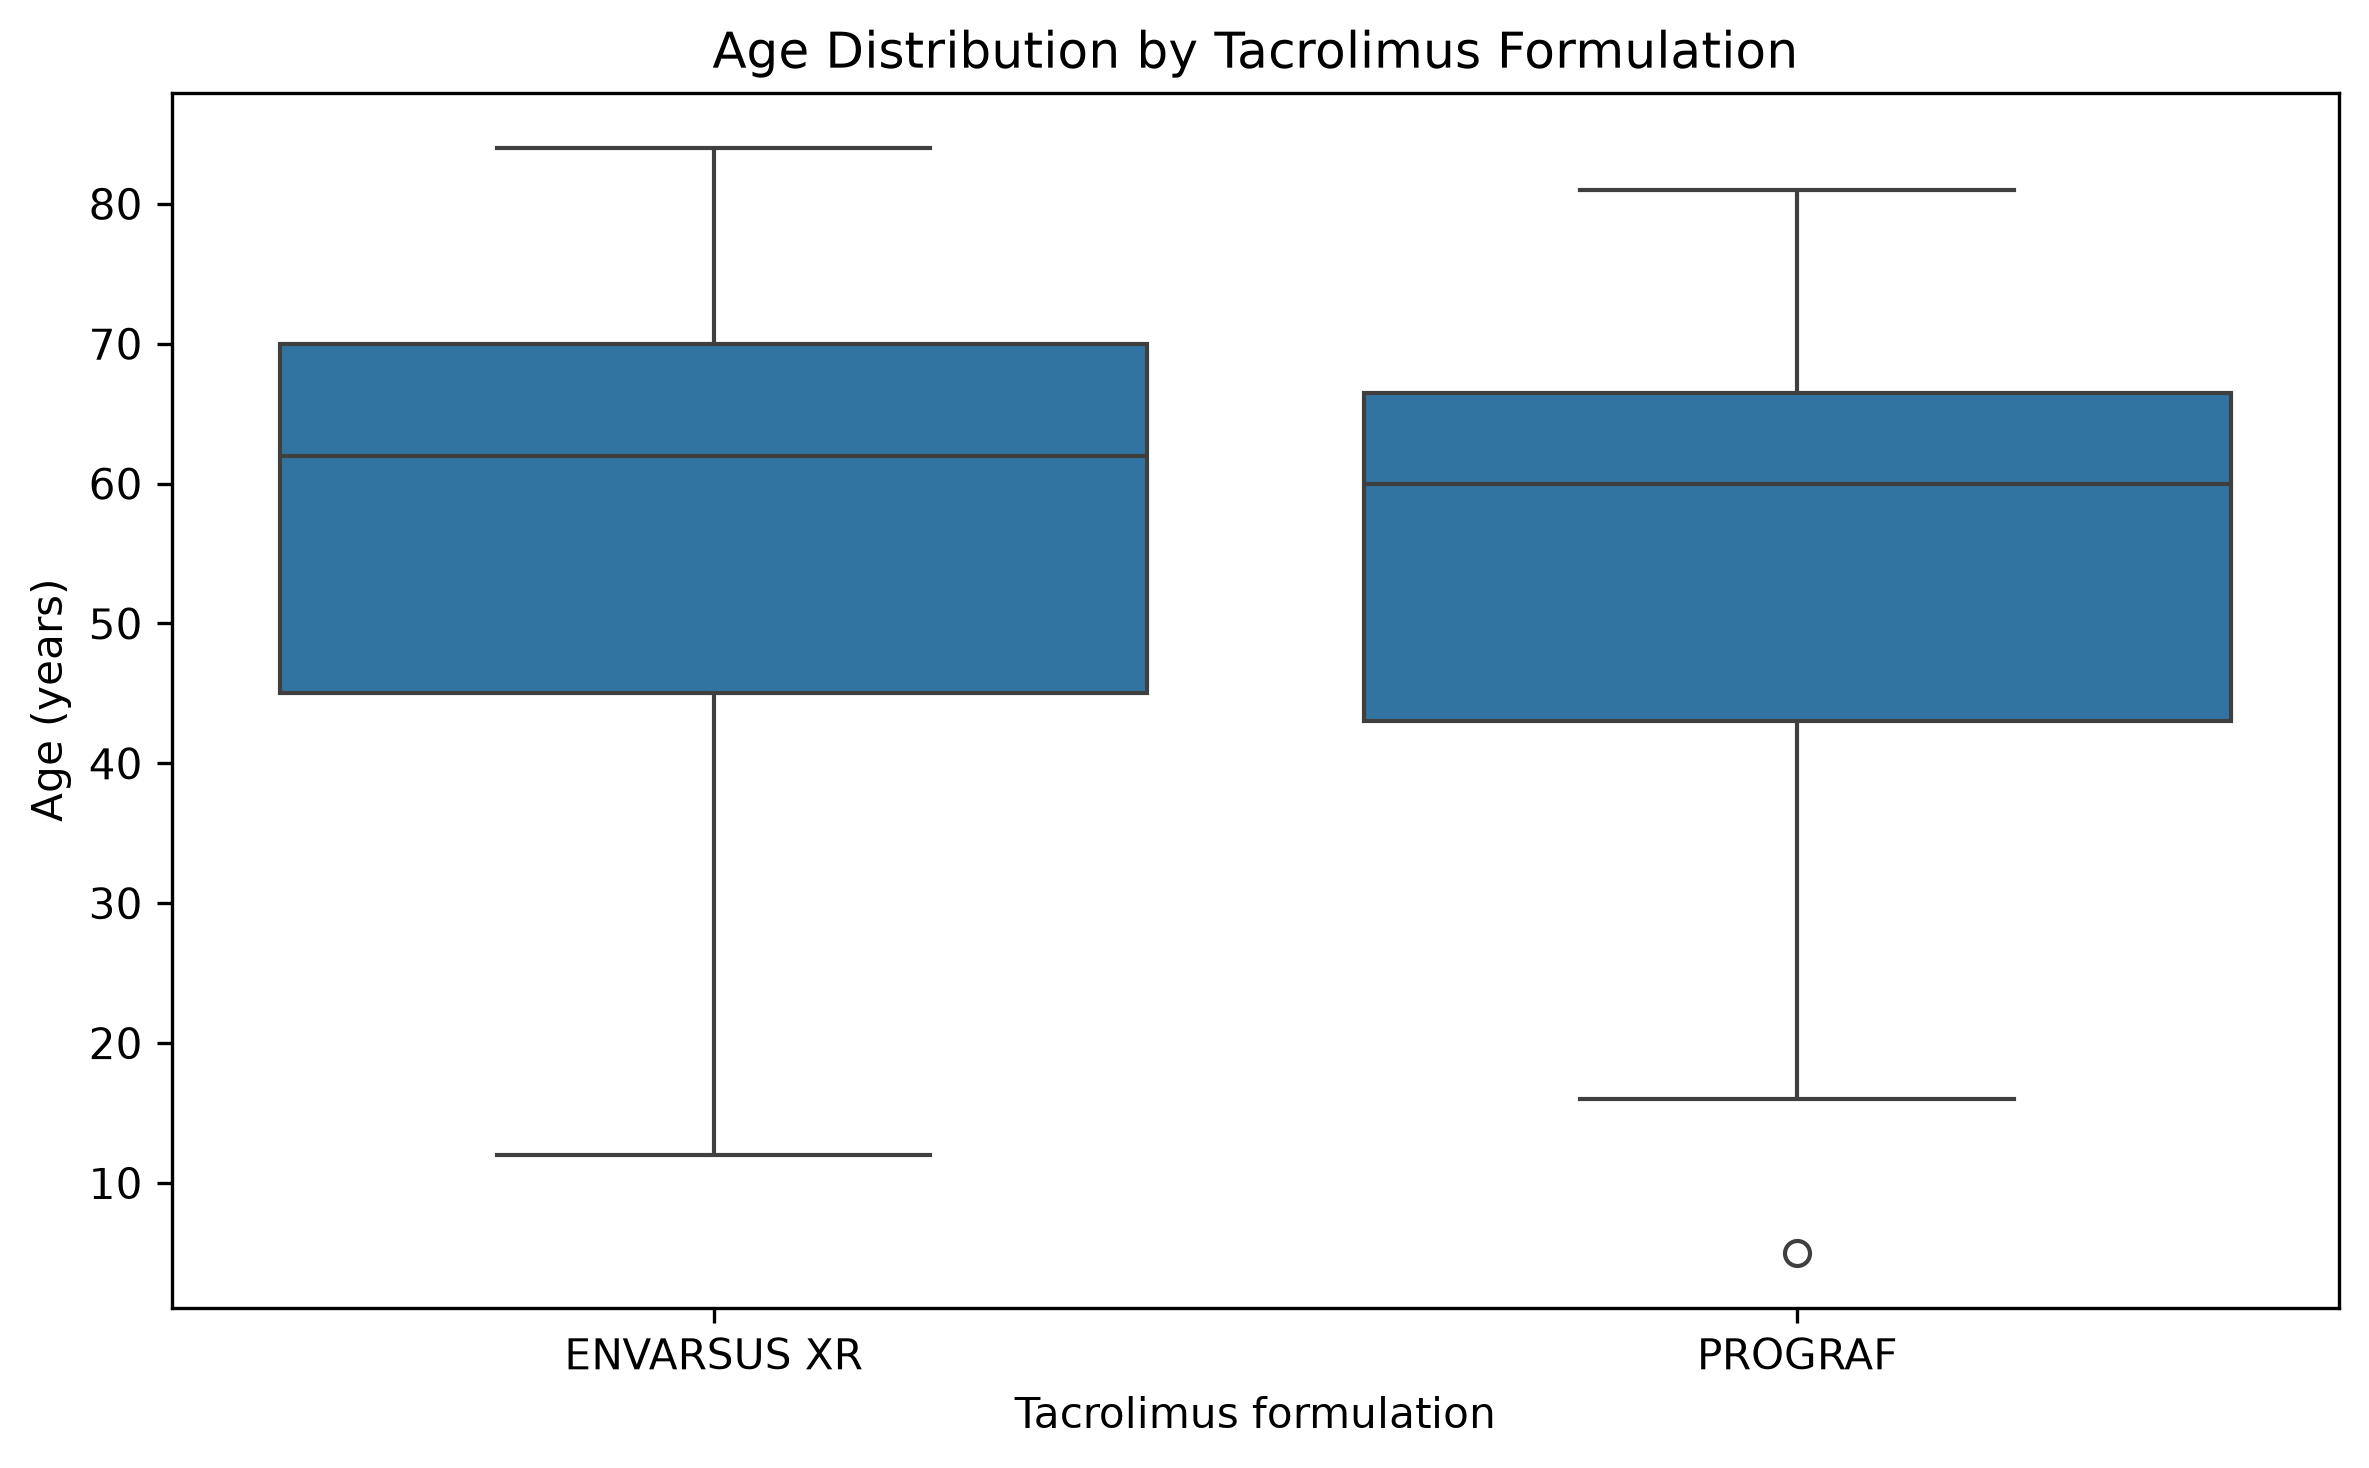 Age Distribution by Tacrolimus Formulation
Age (years)
80
70
60
50
40
30
20
10
ENVARSUS XR
PROGRAF
Tacrolimus formulation